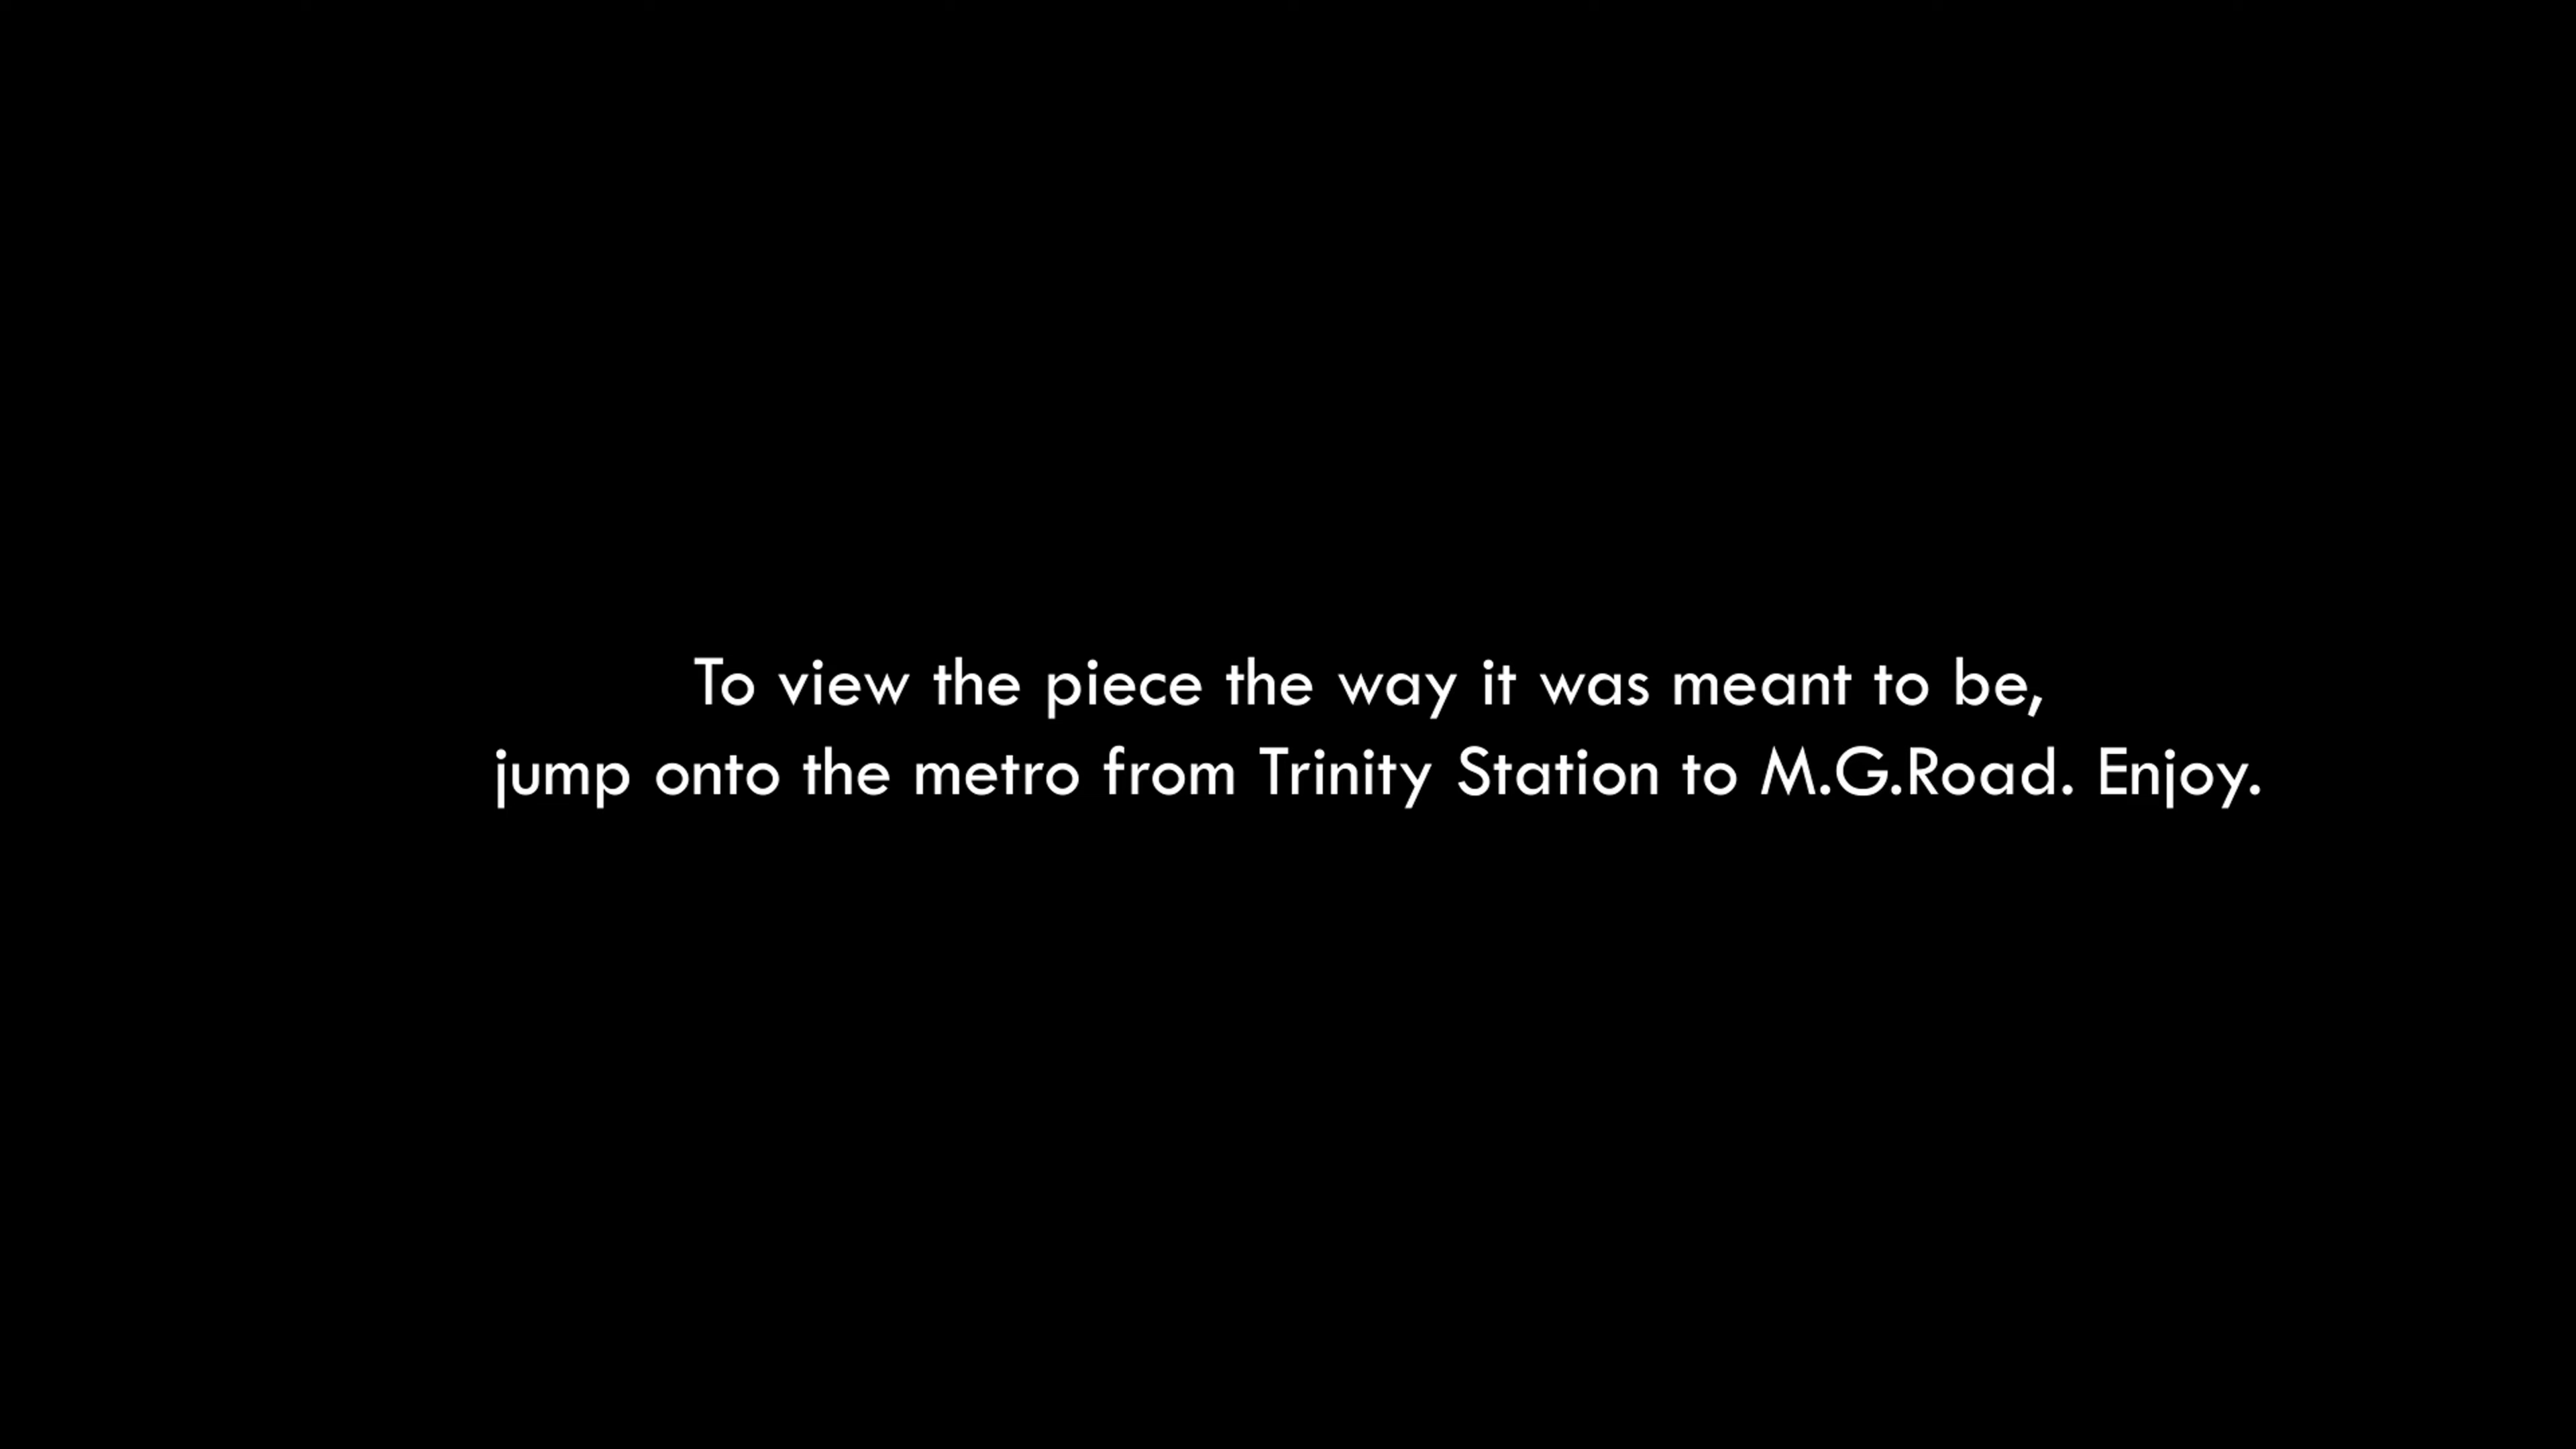 To view the piece the way it was meant to be,
jump onto the metro from Trinity Station to M.G.Road. Enjoy.